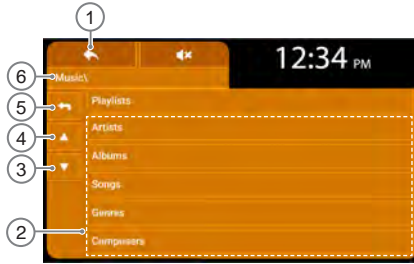 1
12:34 PM
6
Music\
5
Playlists
Artists
4
Albums
3
Songs
Genres
2
Composers